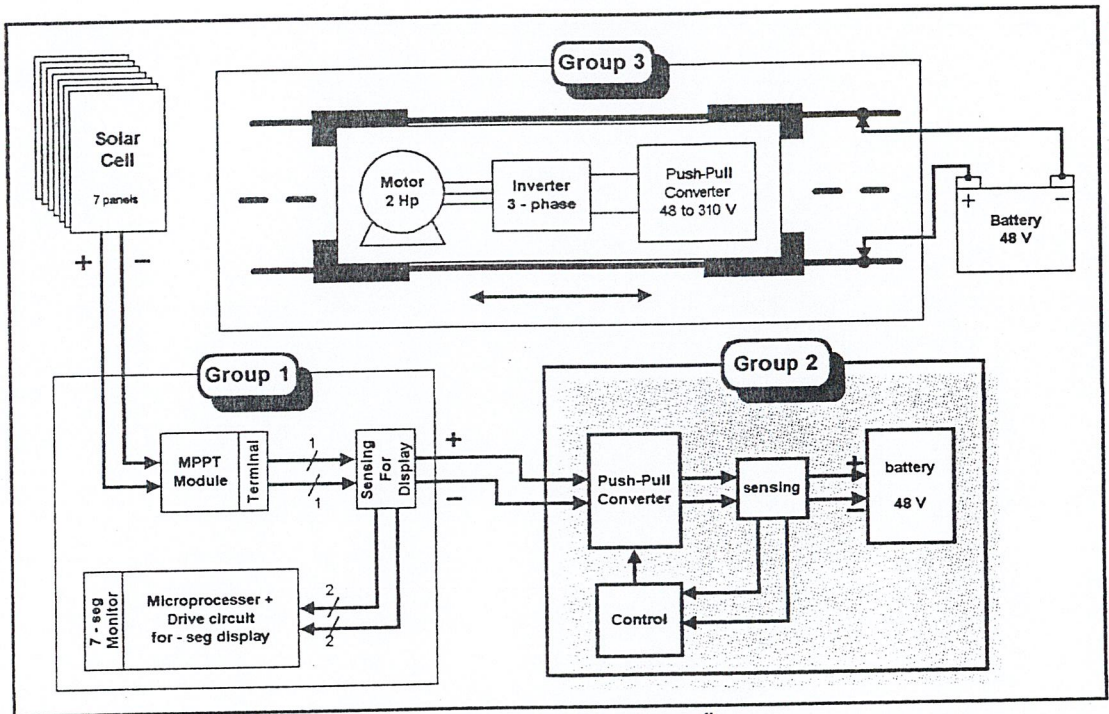 Group 3
Solar
Cell
7 panels
+
−
Motor
2 Hp
Inverter
3 - phase
Push-Pull
Converter
48 to 310 V
+
−
Battery
48 V
Group 1
MPPT
Module
Terminal
1
1
Sensing
For
Display
+
−
7 - seg
Monitor
Microprocesser +
Drive circuit
for - seg display
2
2
Group 2
Push-Pull
Converter
sensing
+
−
battery
48 V
Control